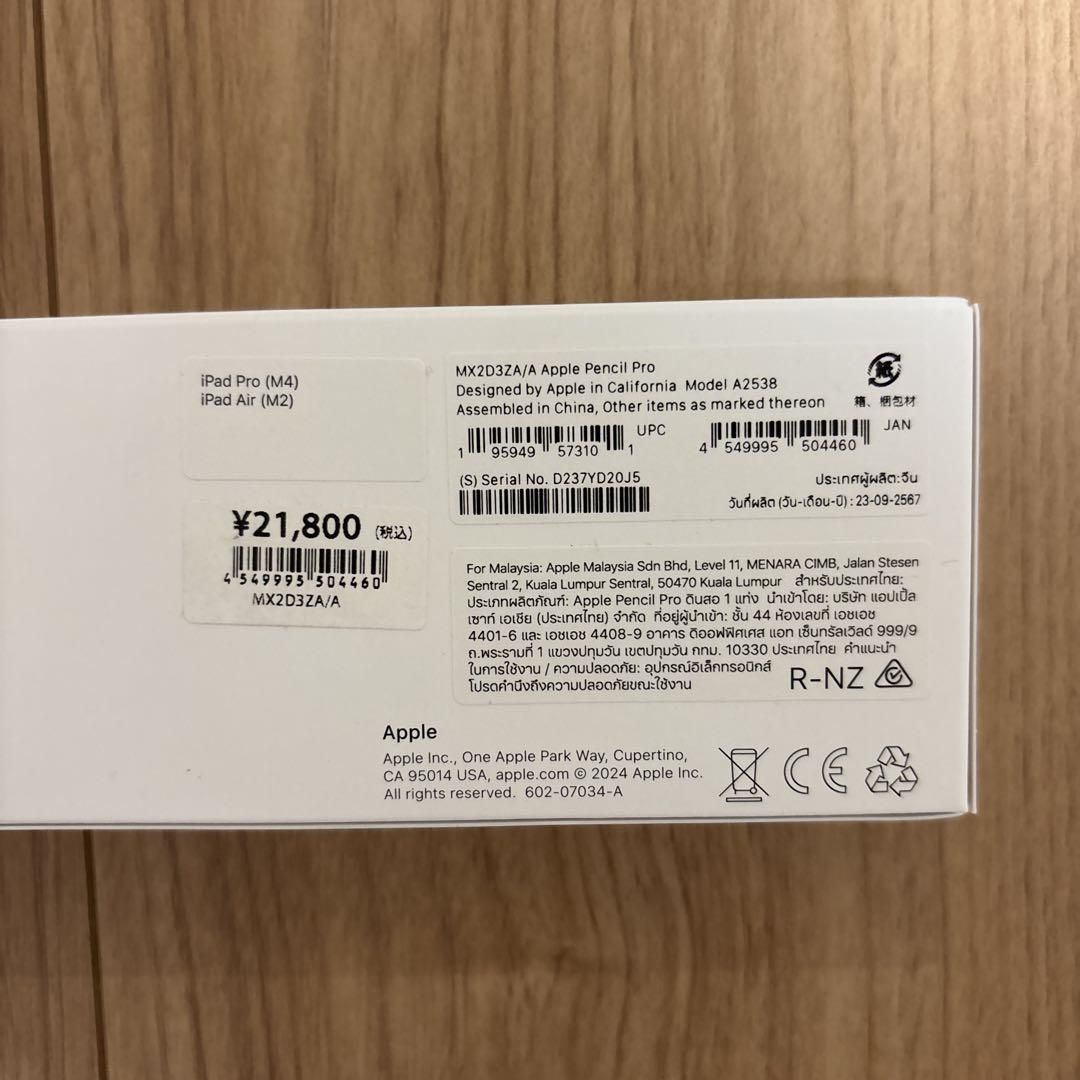 iPad Pro (M4)
iPad Air (M2)
¥21,800 (税込)
4 549995 504460
MX2D3ZA/A
MX2D3ZA/A Apple Pencil Pro
Designed by Apple in California Model A2538
Assembled in China, Other items as marked thereon
紙
箱、梱包材
1 95949 57310 1 UPC
4 549995 504460 JAN
(S) Serial No. D237YD20J5
ประเทศผู้ผลิต: จีน
วันที่ผลิต (วัน-เดือน-ปี) : 23-09-2567
For Malaysia: Apple Malaysia Sdn Bhd, Level 11, MENARA CIMB, Jalan Stesen
Sentral 2, Kuala Lumpur Sentral, 50470 Kuala Lumpur สำหรับประเทศไทย:
ประเภทผลิตภัณฑ์: Apple Pencil Pro ดินสอ 1 แท่ง นำเข้าโดย: บริษัท แอปเปิ้ล
เซาท์ เอเชีย (ประเทศไทย) จำกัด ที่อยู่ผู้นำเข้า: ชั้น 44 ห้องเลขที่ เอชเอช
4401-6 และ เอชเอช 4408-9 อาคาร ดิออฟฟิศเศส แอท เซ็นทรัลเวิลด์ 999/9
ถ.พระรามที่ 1 แขวงปทุมวัน เขตปทุมวัน กทม. 10330 ประเทศไทย คำแนะนำ
ในการใช้งาน / ความปลอดภัย: อุปกรณ์อิเล็กทรอนิกส์
โปรดคำนึงถึงความปลอดภัยขณะใช้งาน
R-NZ
Apple
Apple Inc., One Apple Park Way, Cupertino,
CA 95014 USA, apple.com © 2024 Apple Inc.
All rights reserved. 602-07034-A
CE